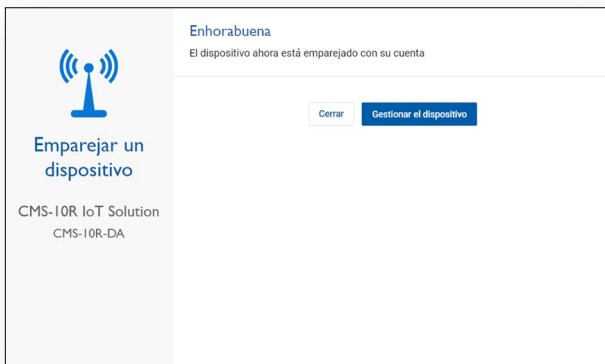 Enhorabuena
El dispositivo ahora está emparejado con su cuenta
Cerrar
Gestionar el dispositivo
Emparejar un
dispositivo
CMS-10R IoT Solution
CMS-10R-DA